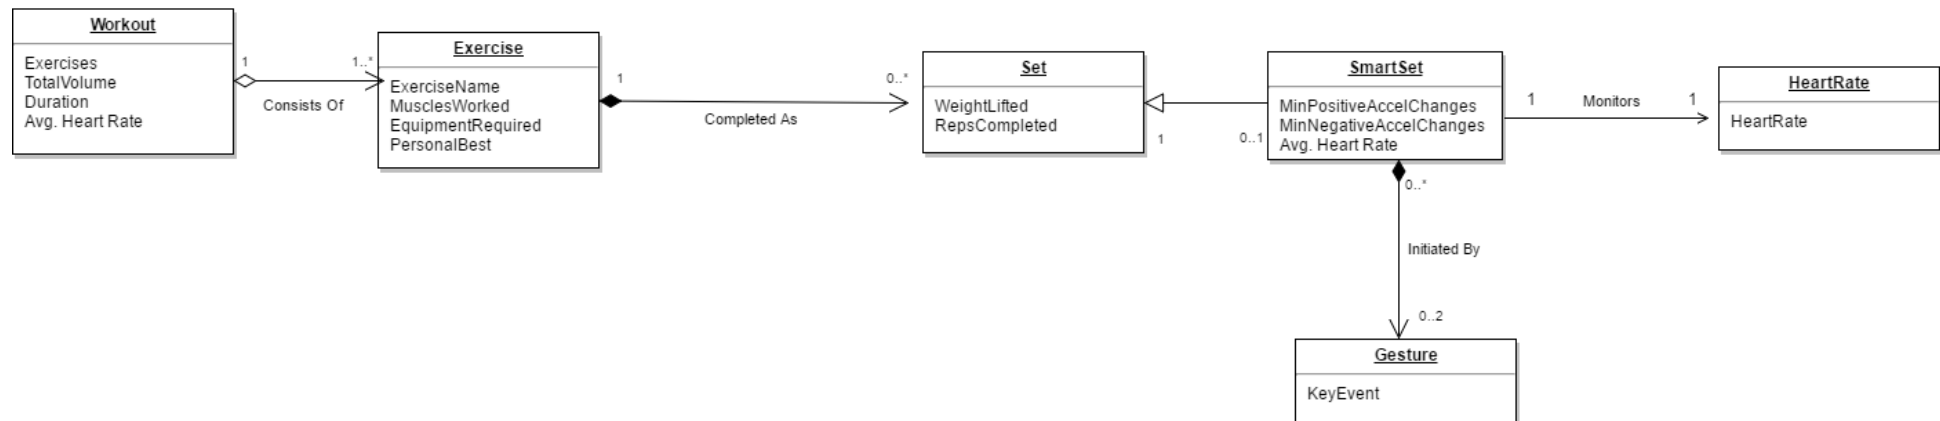 Workout
Exercises
TotalVolume
Duration
Avg. Heart Rate
1
1..*
Consists Of
Exercise
ExerciseName
MusclesWorked
EquipmentRequired
PersonalBest
1
0..*
Completed As
Set
WeightLifted
RepsCompleted
1
0..1
SmartSet
MinPositiveAccelChanges
MinNegativeAccelChanges
Avg. Heart Rate
1
Monitors
1
HeartRate
HeartRate
0..*
Initiated By
0..2
Gesture
KeyEvent